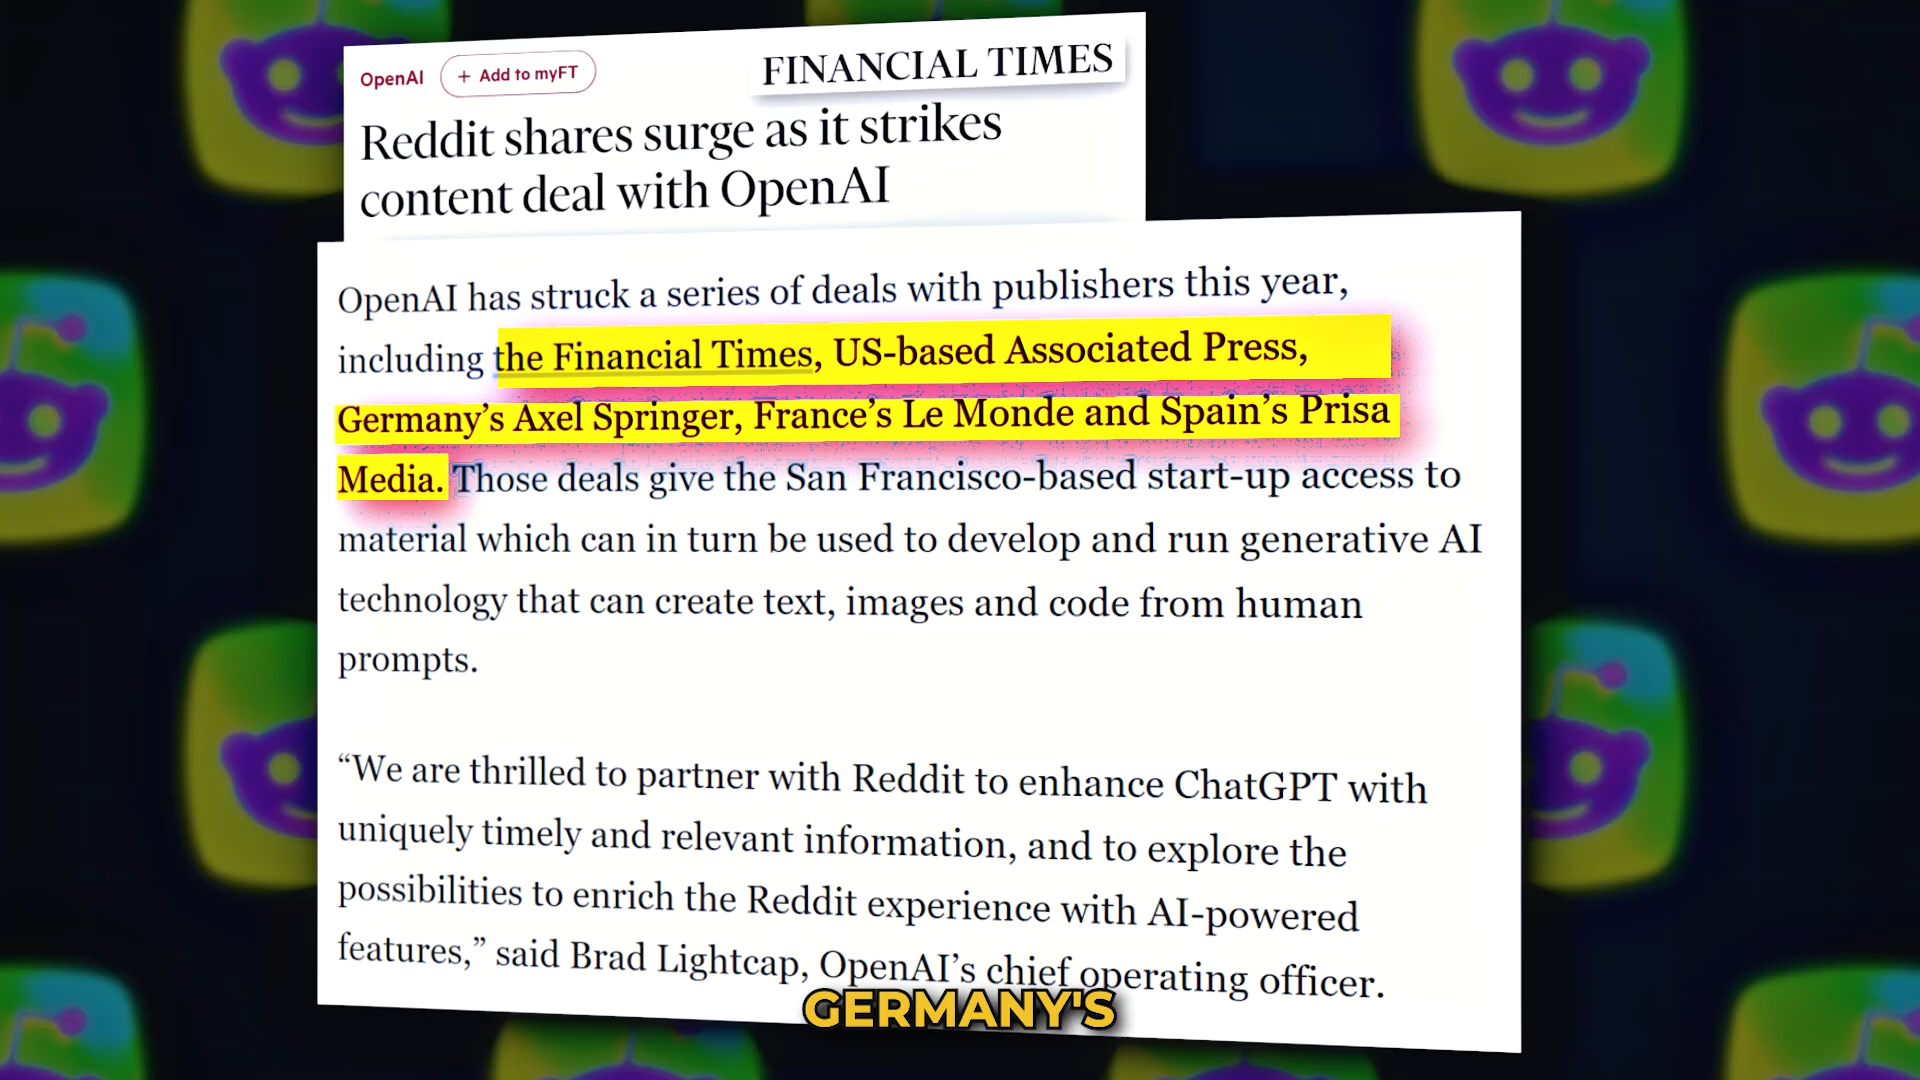 OpenAI + Add to myFT
FINANCIAL TIMES
Reddit shares surge as it strikes
content deal with OpenAI
OpenAI has struck a series of deals with publishers this year,
including the Financial Times, US-based Associated Press,
Germany’s Axel Springer, France’s Le Monde and Spain’s Prisa
Media. Those deals give the San Francisco-based start-up access to
material which can in turn be used to develop and run generative AI
technology that can create text, images and code from human
prompts.
“We are thrilled to partner with Reddit to enhance ChatGPT with
uniquely timely and relevant information, and to explore the
possibilities to enrich the Reddit experience with AI-powered
features,” said Brad Lightcap, OpenAI’s chief operating officer.
GERMANY'S